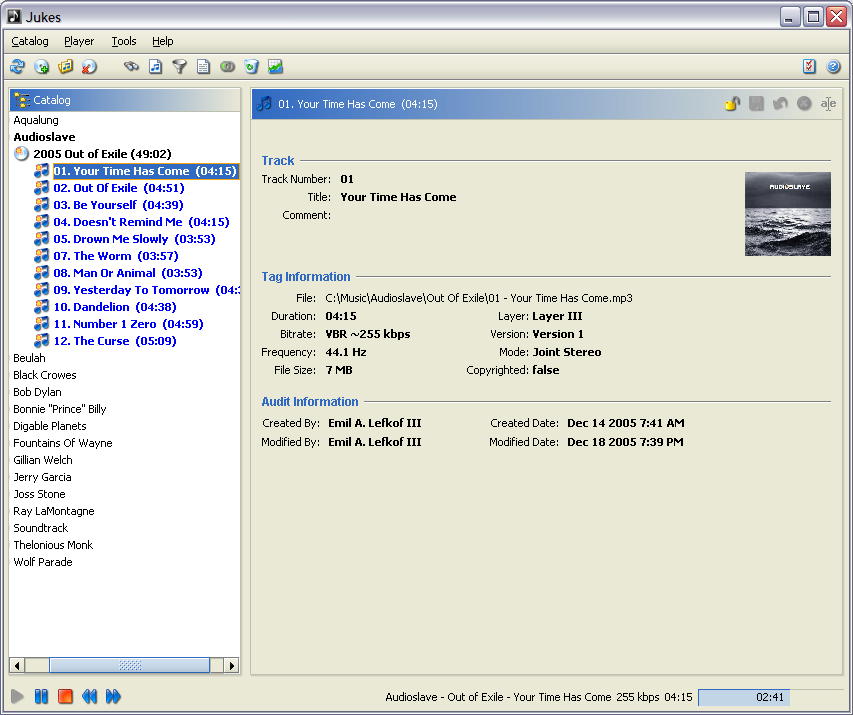 Jukes
Catalog Player Tools Help
Catalog
Aqualung
Audioslave
2005 Out of Exile (49:02)
01. Your Time Has Come (04:15)
02. Out Of Exile (04:51)
03. Be Yourself (04:39)
04. Doesn't Remind Me (04:15)
05. Drown Me Slowly (03:53)
07. The Worm (03:57)
08. Man Or Animal (03:53)
09. Yesterday To Tomorrow (04:
10. Dandelion (04:38)
11. Number 1 Zero (04:59)
12. The Curse (05:09)
Beulah
Black Crowes
Bob Dylan
Bonnie "Prince" Billy
Digable Planets
Fountains Of Wayne
Gillian Welch
Jerry Garcia
Joss Stone
Ray LaMontagne
Soundtrack
Thelonious Monk
Wolf Parade
01. Your Time Has Come (04:15)
Track
Track Number: 01
Title: Your Time Has Come
Comment:
AUDIOSLAVE
Tag Information
File: C:\Music\Audioslave\Out Of Exile\01 - Your Time Has Come.mp3
Duration: 04:15 Layer: Layer III
Bitrate: VBR ~255 kbps Version: Version 1
Frequency: 44.1 Hz Mode: Joint Stereo
File Size: 7 MB Copyrighted: false
Audit Information
Created By: Emil A. Lefkof III Created Date: Dec 14 2005 7:41 AM
Modified By: Emil A. Lefkof III Modified Date: Dec 18 2005 7:39 PM
Audioslave - Out of Exile - Your Time Has Come 255 kbps 04:15 02:41